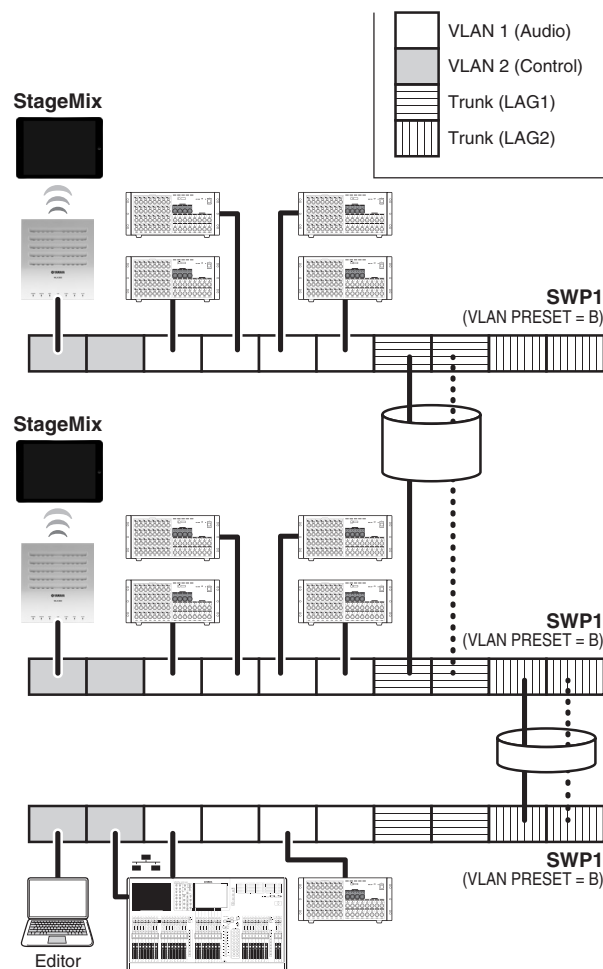 VLAN 1 (Audio)
VLAN 2 (Control)
Trunk (LAG1)
Trunk (LAG2)
StageMix
SWP1
(VLAN PRESET = B)
StageMix
SWP1
(VLAN PRESET = B)
SWP1
(VLAN PRESET = B)
Editor